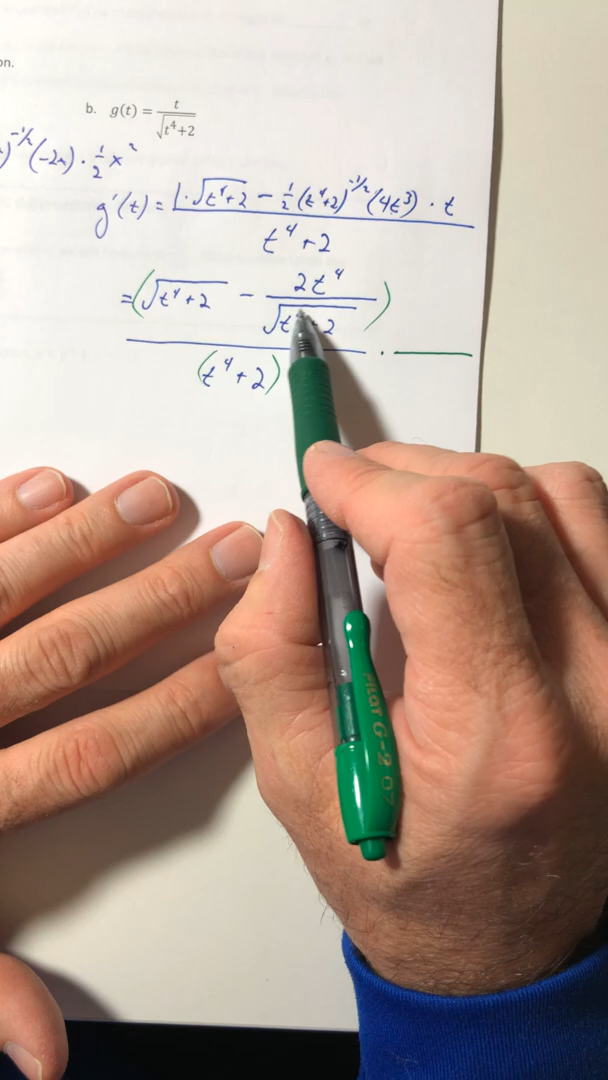 on.
b. g(t) = t/√(t⁴+2)
)^(-1/2) (-2x) · 1/2 x²
g'(t) = (1·√(t⁴+2) - 1/2 (t⁴+2)^(-1/2) (4t³) · t)/(t⁴+2)
= (√(t⁴+2) - 2t⁴/√(t⁴+2))/(t⁴+2) · —
PILOT G-2 07